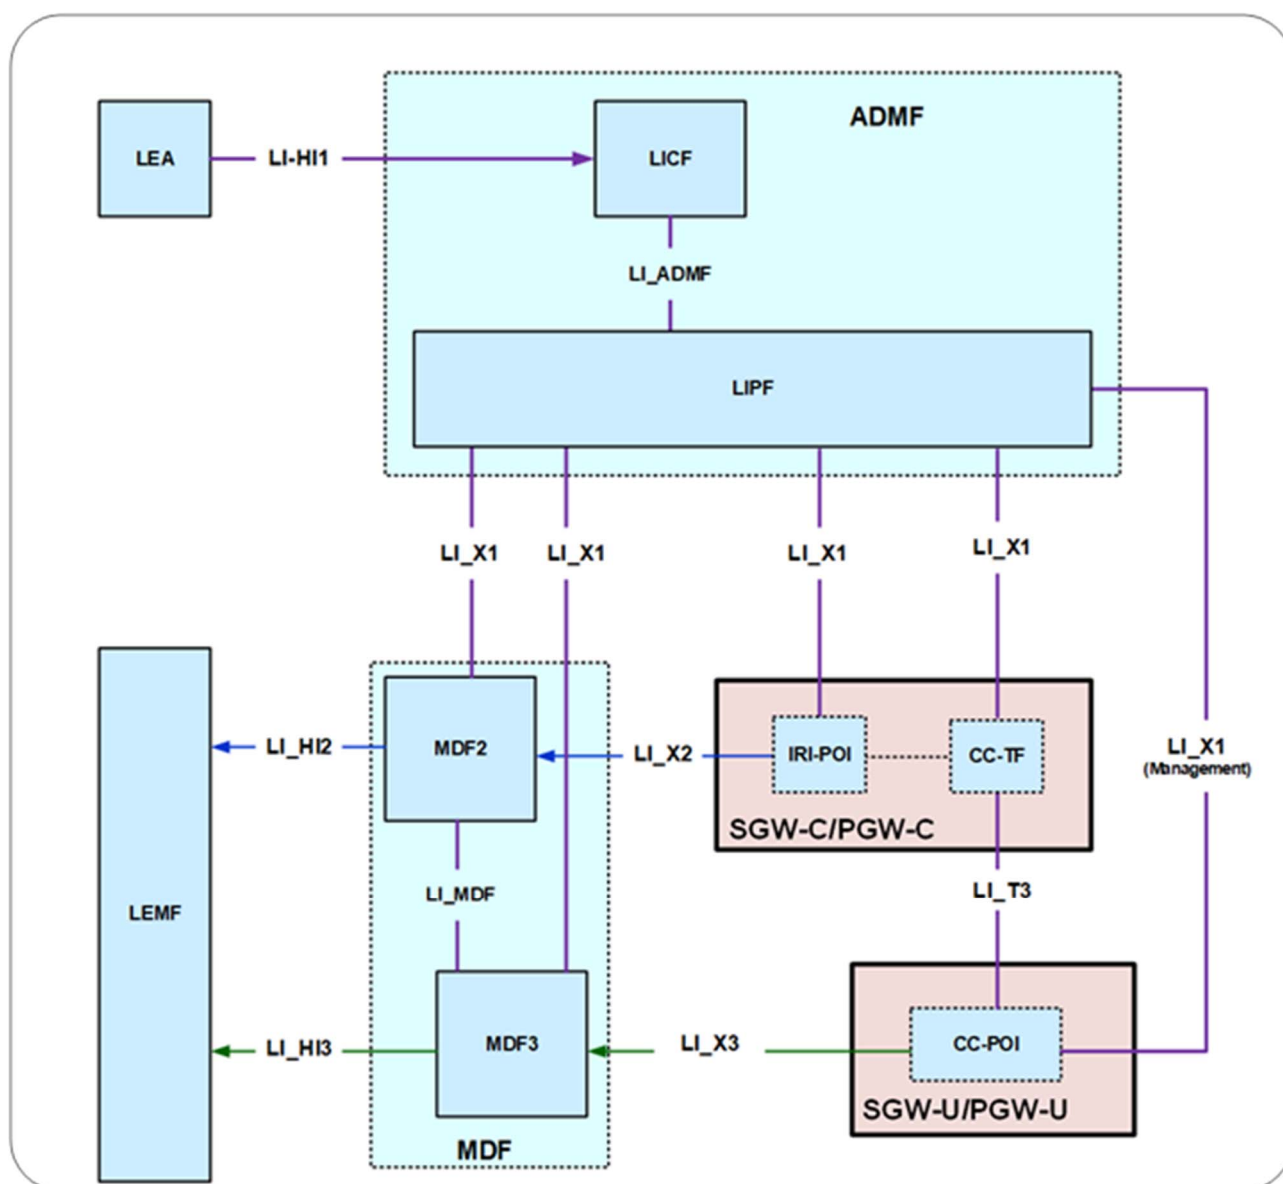 ADMF
LEA
LI-HI1
LICF
LI_ADMF
LIPF
LI_X1
LI_X1
LI_X1
LI_X1
LI_HI2
MDF2
LI_X2
IRI-POI
CC-TF
LI_X1
(Management)
SGW-C/PGW-C
LEMF
LI_MDF
LI_T3
LI_HI3
MDF3
LI_X3
CC-POI
SGW-U/PGW-U
MDF